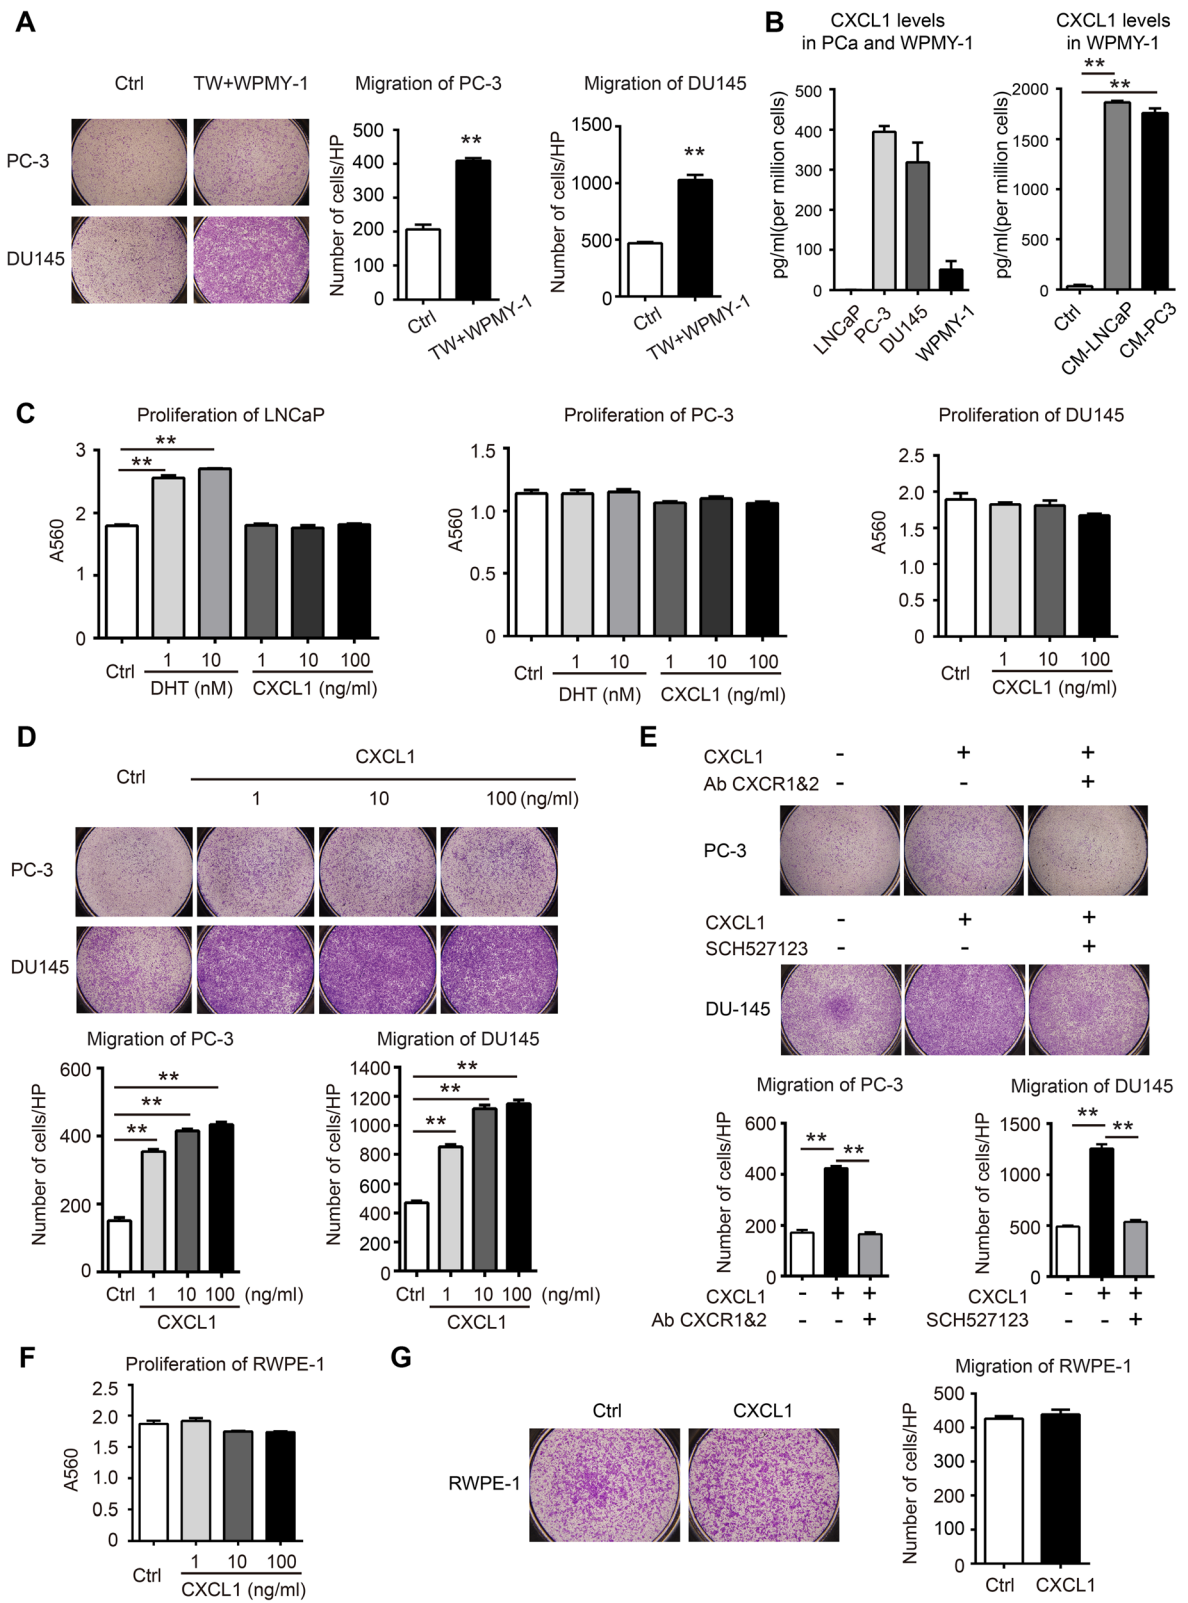 A
Ctrl TW+WPMY-1
PC-3
DU145
Migration of PC-3
Number of cells/HP
500
400
300
200
100
0
**
Ctrl
TW+WPMY-1
Migration of DU145
Number of cells/HP
1500
1000
500
0
**
Ctrl
TW+WPMY-1
B
CXCL1 levels
in PCa and WPMY-1
pg/ml(per million cells)
500
400
300
200
100
0
LNCaP
PC-3
DU145
WPMY-1
CXCL1 levels
in WPMY-1
pg/ml(per million cells)
**
**
2000
1500
1000
500
0
Ctrl
CM-LNCaP
CM-PC3
C
Proliferation of LNCaP
A560
3
2
1
0
**
**
Ctrl 1 10 1 10 100
DHT (nM) CXCL1 (ng/ml)
Proliferation of PC-3
A560
1.5
1.0
0.5
0
Ctrl 1 10 1 10 100
DHT (nM) CXCL1 (ng/ml)
Proliferation of DU145
A560
2.5
2.0
1.5
1.0
0.5
0
Ctrl 1 10 100
CXCL1 (ng/ml)
D
Ctrl CXCL1
1 10 100 (ng/ml)
PC-3
DU145
Migration of PC-3
Number of cells/HP
600
400
200
0
**
**
**
Ctrl 1 10 100 (ng/ml)
CXCL1
Migration of DU145
Number of cells/HP
1400
1200
1000
800
600
400
200
0
**
**
**
Ctrl 1 10 100 (ng/ml)
CXCL1
E
CXCL1 - + +
Ab CXCR1&2 - - +
PC-3
CXCL1 - + +
SCH527123 - - +
DU-145
Migration of PC-3
Number of cells/HP
600
400
200
0
** **
CXCL1 - + +
Ab CXCR1&2 - - +
Migration of DU145
Number of cells/HP
1500
1000
500
0
** **
CXCL1 - + +
SCH527123 - - +
F
Proliferation of RWPE-1
A560
2.5
2.0
1.5
1.0
0.5
0
Ctrl 1 10 100
CXCL1 (ng/ml)
G
Ctrl CXCL1
RWPE-1
Migration of RWPE-1
Number of cells/HP
500
400
300
200
100
0
Ctrl CXCL1